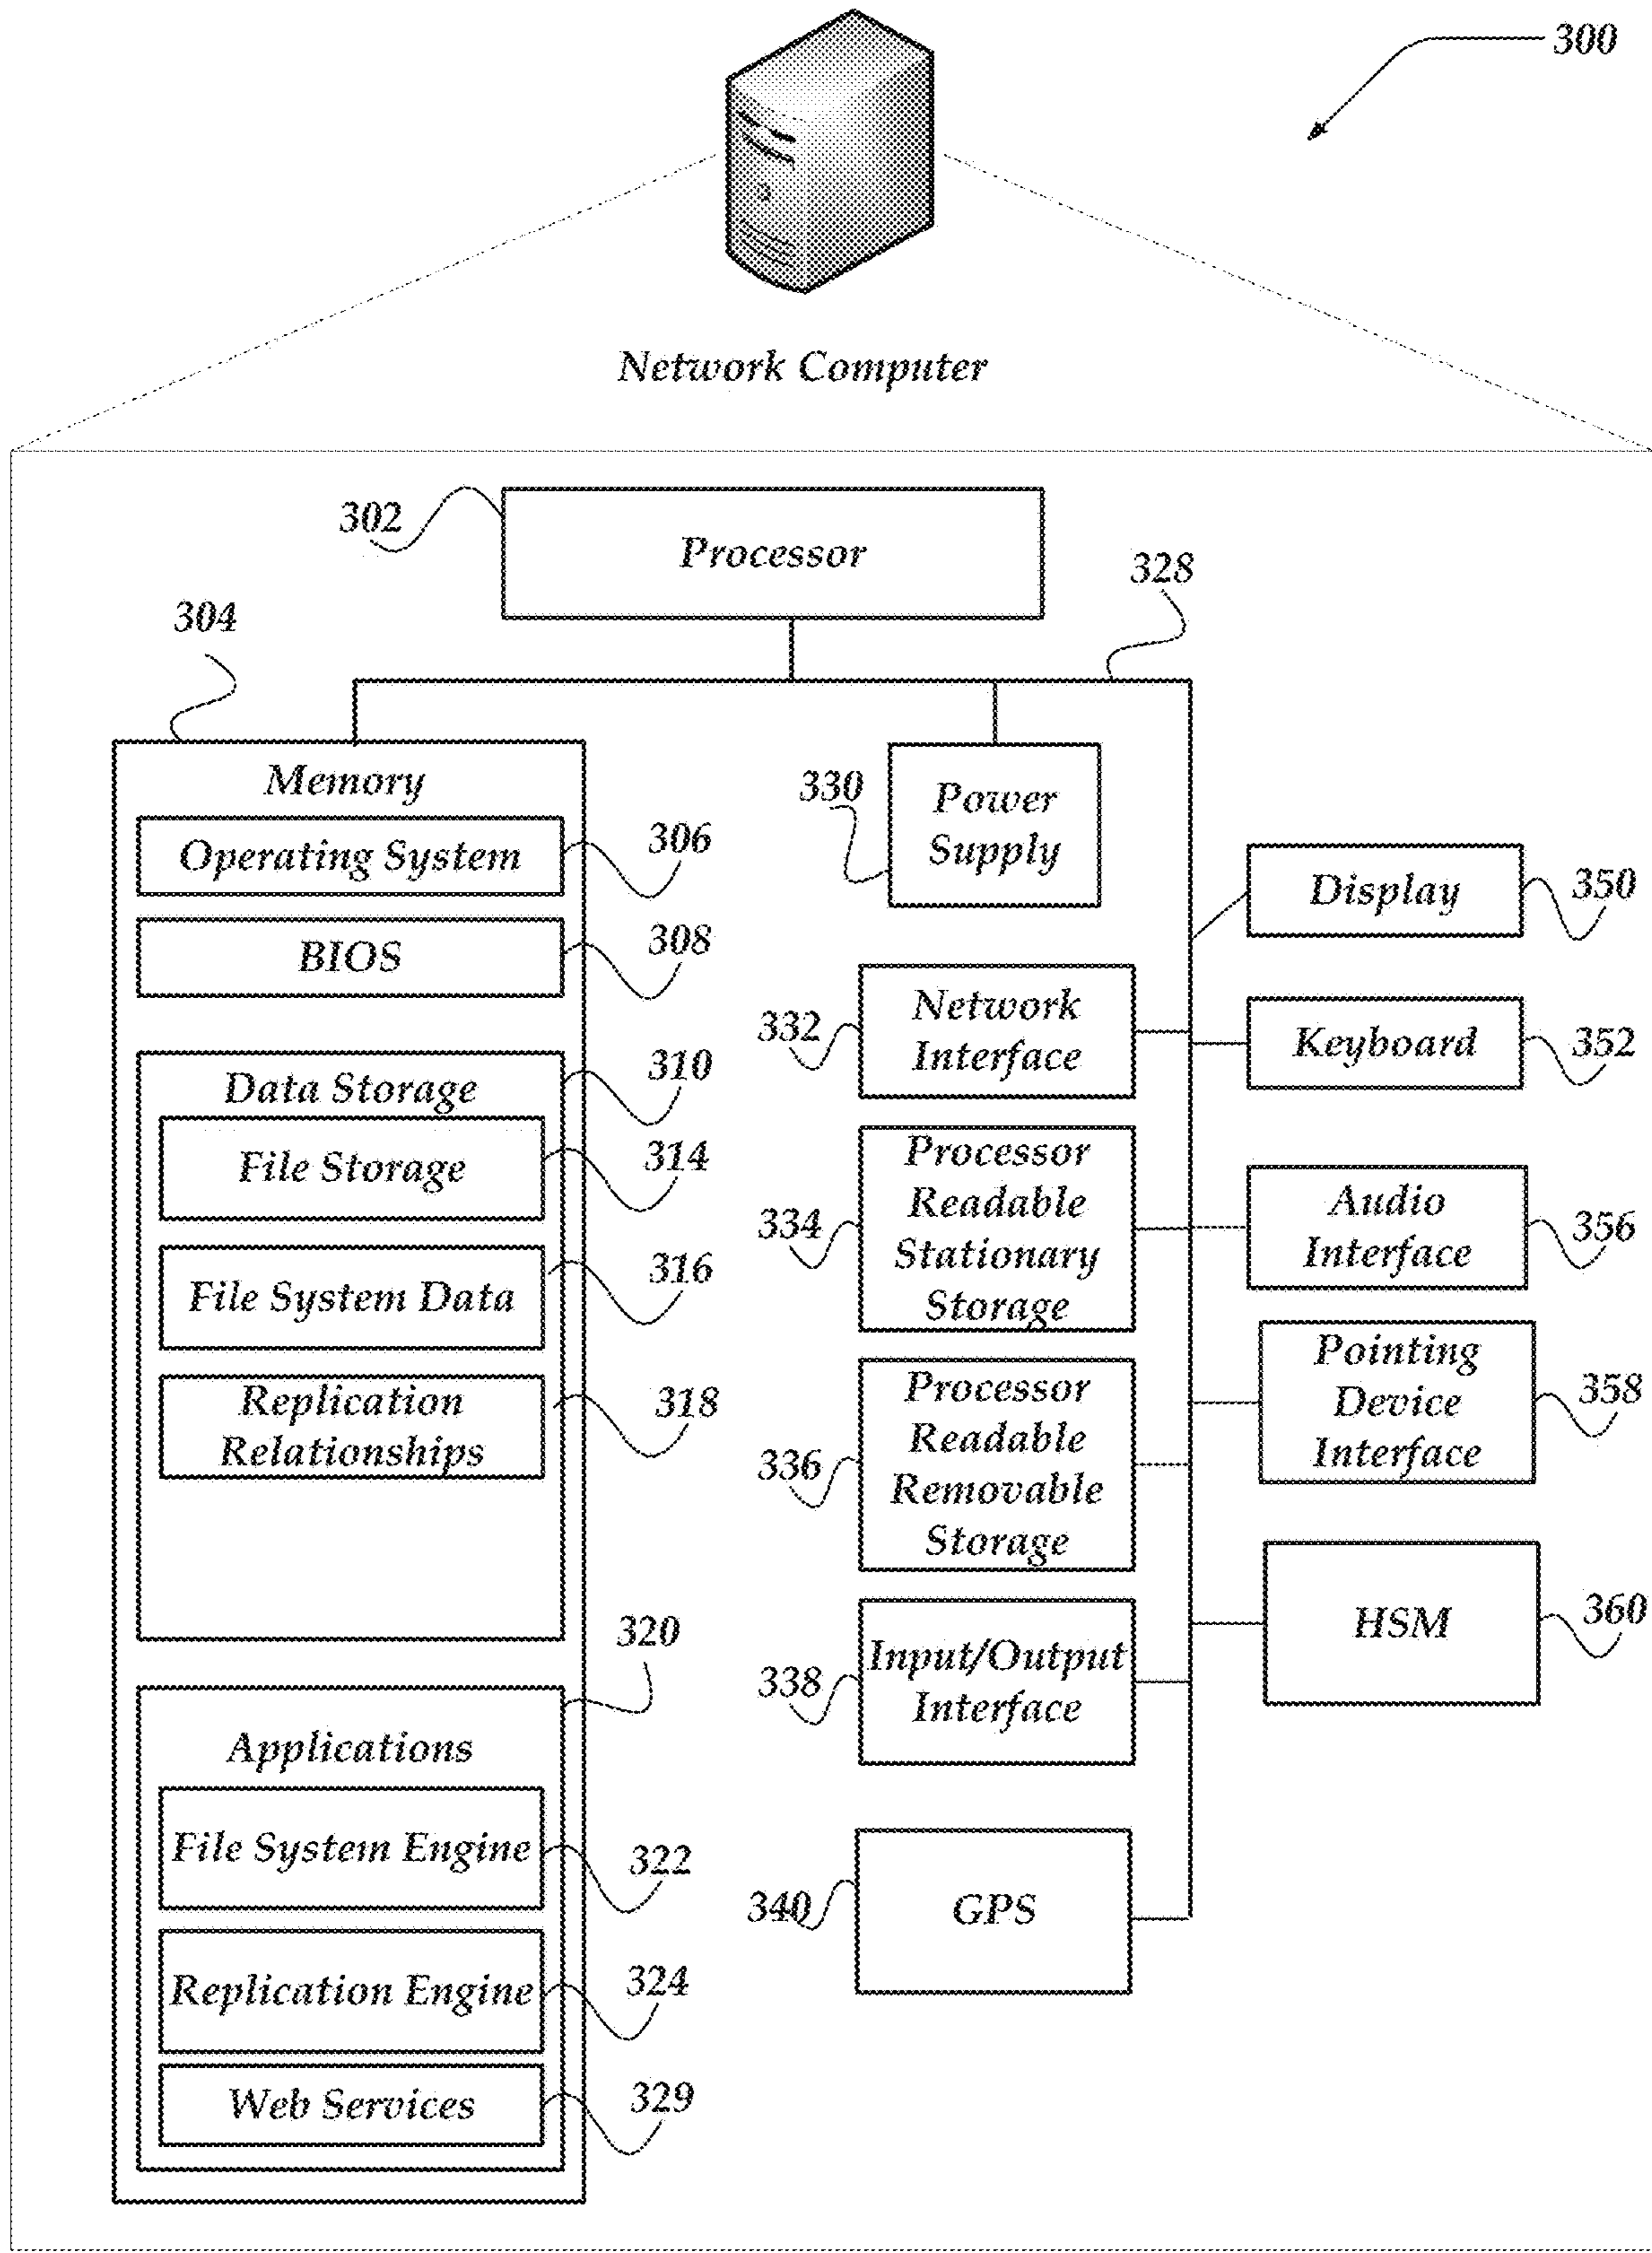 300
Network Computer
302
Processor
328
304
Memory
Operating System
306
BIOS
308
Data Storage
310
File Storage
314
File System Data
316
Replication
Relationships
318
320
Applications
File System Engine
322
Replication Engine
324
Web Services
329
330
Power
Supply
332
Network
Interface
334
Processor
Readable
Stationary
Storage
336
Processor
Readable
Removable
Storage
338
Input/Output
Interface
340
GPS
Display
350
Keyboard
352
Audio
Interface
356
Pointing
Device
Interface
358
HSM
360